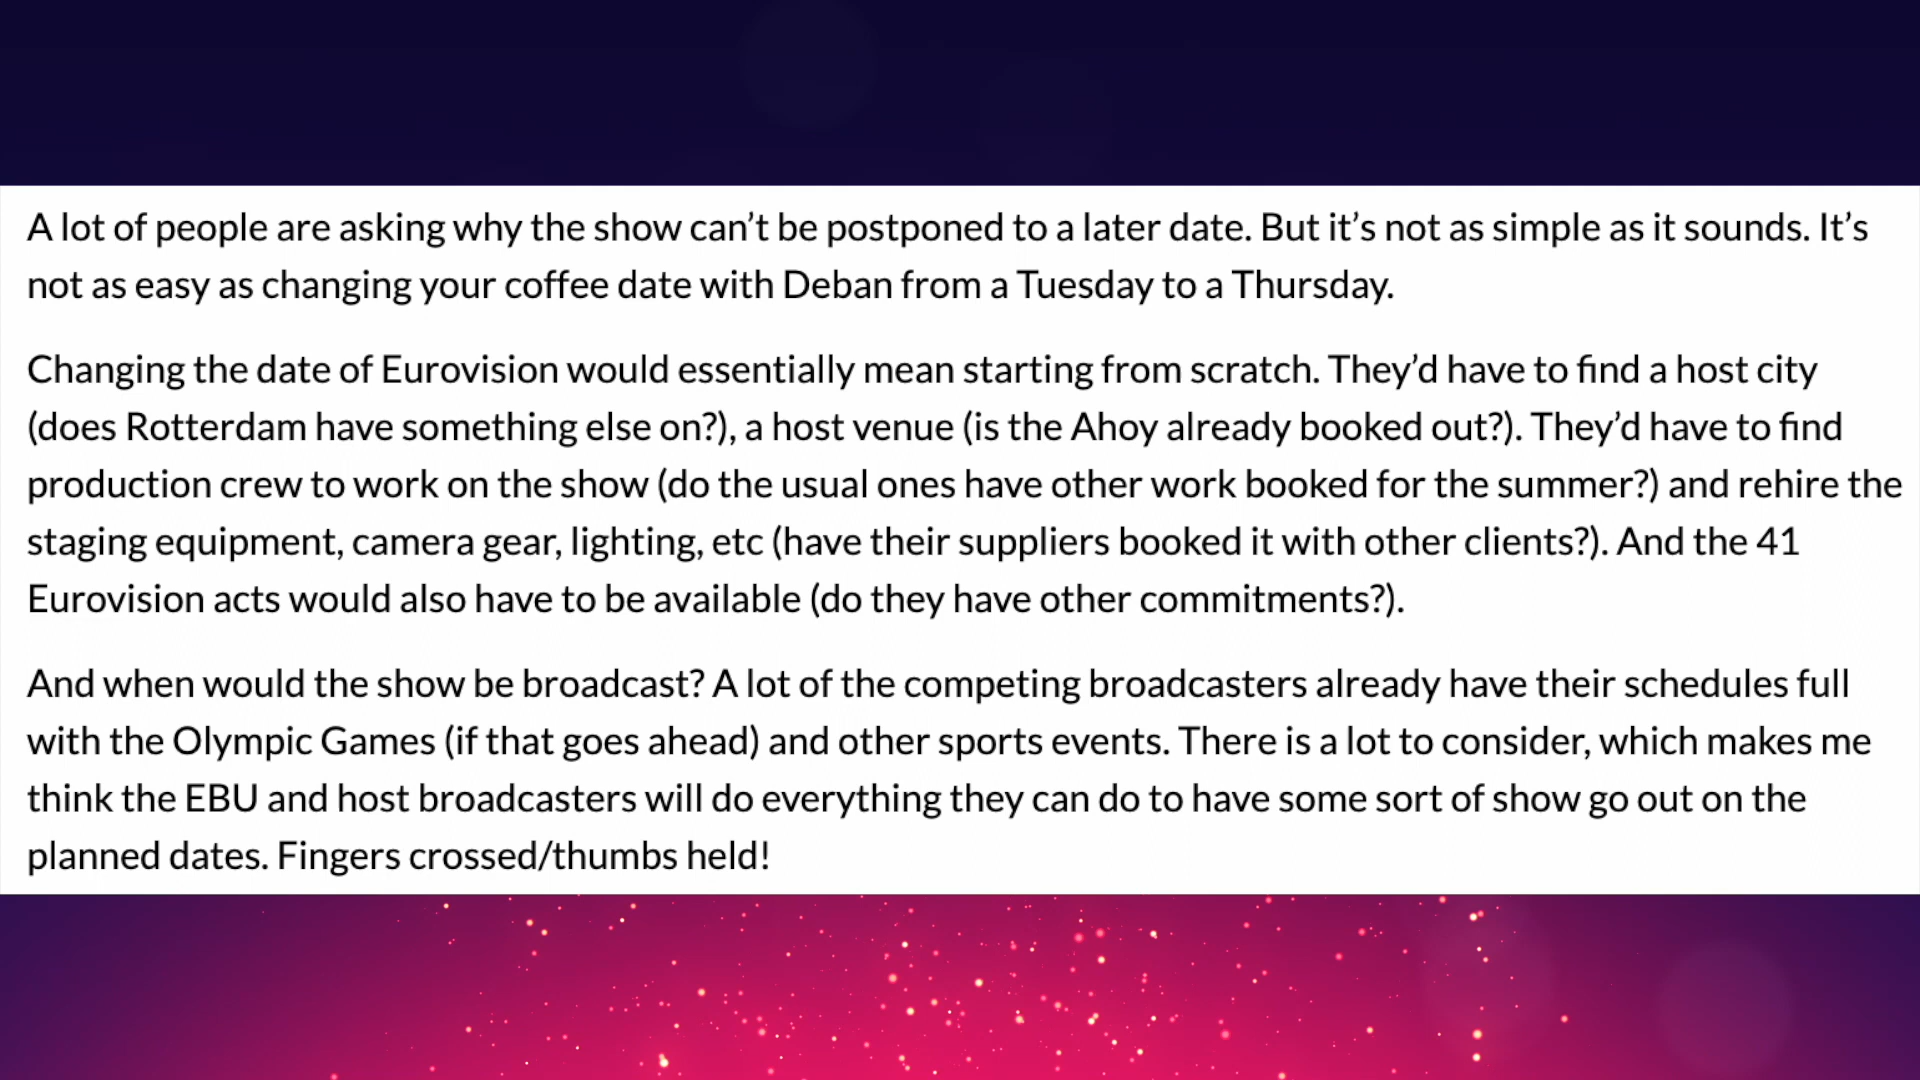 A lot of people are asking why the show can’t be postponed to a later date. But it’s not as simple as it sounds. It’s
not as easy as changing your coffee date with Deban from a Tuesday to a Thursday.
Changing the date of Eurovision would essentially mean starting from scratch. They’d have to find a host city
(does Rotterdam have something else on?), a host venue (is the Ahoy already booked out?). They’d have to find
production crew to work on the show (do the usual ones have other work booked for the summer?) and rehire the
staging equipment, camera gear, lighting, etc (have their suppliers booked it with other clients?). And the 41
Eurovision acts would also have to be available (do they have other commitments?).
And when would the show be broadcast? A lot of the competing broadcasters already have their schedules full
with the Olympic Games (if that goes ahead) and other sports events. There is a lot to consider, which makes me
think the EBU and host broadcasters will do everything they can do to have some sort of show go out on the
planned dates. Fingers crossed/thumbs held!